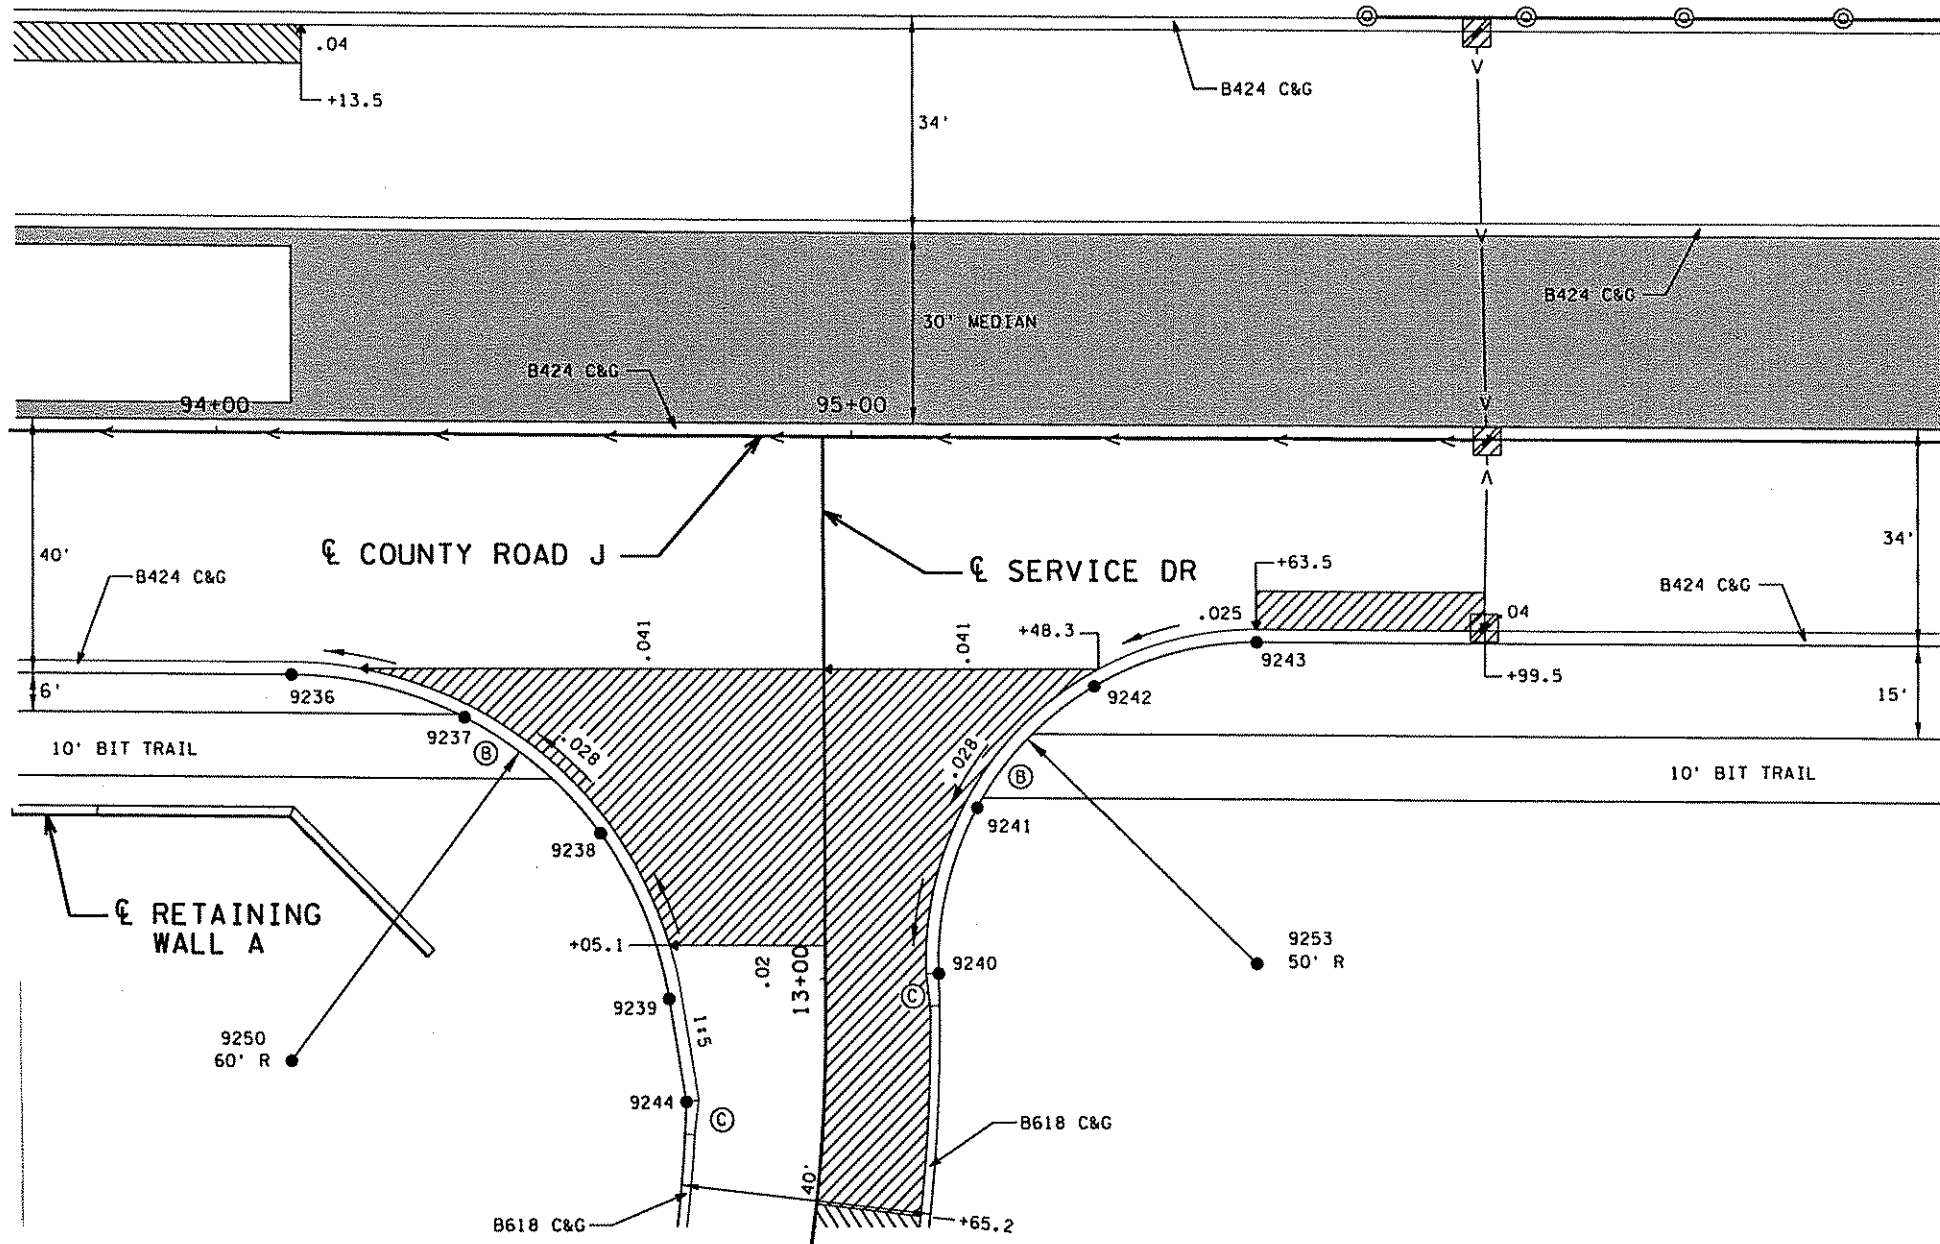 .04
+13.5
B424 C&G
34'
B424 C&G
30' MEDIAN
B424 C&G
94+00
95+00
40'
B424 C&G
℄ COUNTY ROAD J
℄ SERVICE DR
+63.5
34'
B424 C&G
.025
.04
.041
.041
+48.3
9243
+99.5
6'
9236
9242
15'
9237
.028
.028
10' BIT TRAIL
B
B
10' BIT TRAIL
9238
9241
℄ RETAINING
WALL A
+05.1
.02
13+00
9240
9253
50' R
C
9239
1:5
9250
60' R
9244
C
B618 C&G
40'
B618 C&G
+65.2